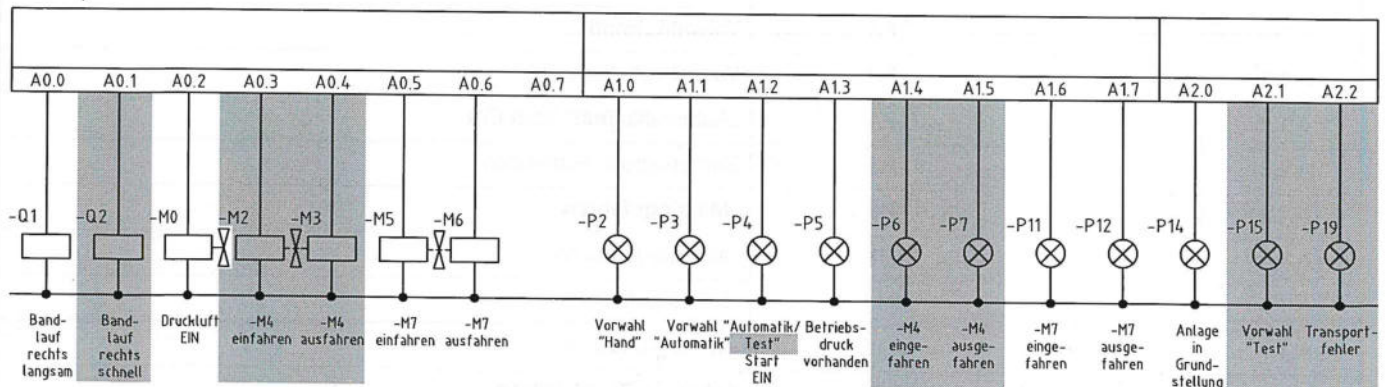 A0.0 A0.1 A0.2 A0.3 A0.4 A0.5 A0.6 A0.7 A1.0 A1.1 A1.2 A1.3 A1.4 A1.5 A1.6 A1.7 A2.0 A2.1 A2.2
-Q1 -Q2 -M0 -M2 -M3 -M5 -M6 -P2 -P3 -P4 -P5 -P6 -P7 -P11 -P12 -P14 -P15 -P19
Band-
lauf
rechts
langsam
Band-
lauf
rechts
schnell
Druckluft
EIN
-M4
einfahren
-M4
ausfahren
-M7
einfahren
-M7
ausfahren
Vorwahl
"Hand"
Vorwahl
"Automatik"
"Automatik/
Test"
Start
EIN
Betriebs-
druck
vorhanden
-M4
einge-
fahren
-M4
ausge-
fahren
-M7
einge-
fahren
-M7
ausge-
fahren
Anlage
in
Grund-
stellung
Vorwahl
"Test"
Transport-
fehler